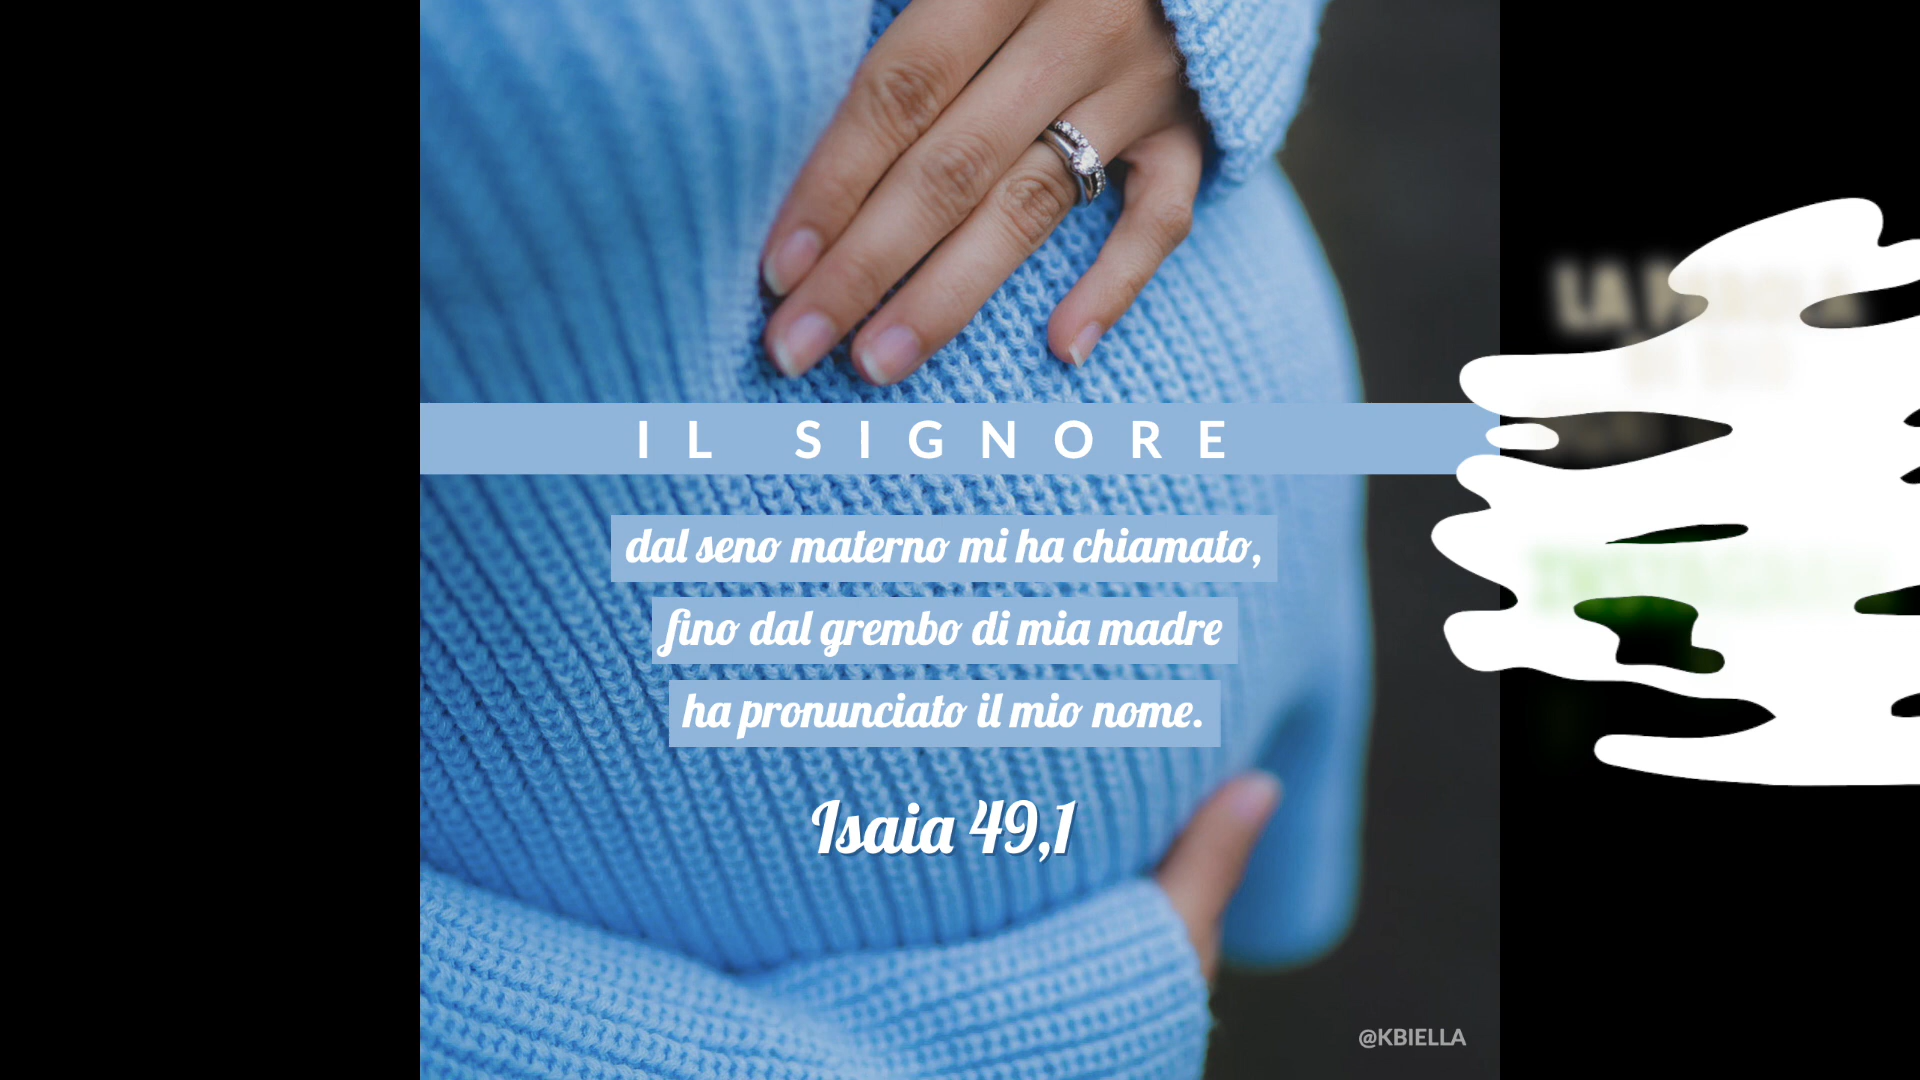 IL SIGNORE
dal seno materno mi ha chiamato,
fino dal grembo di mia madre
ha pronunciato il mio nome.
Isaia 49,1
@KBIELLA
LA